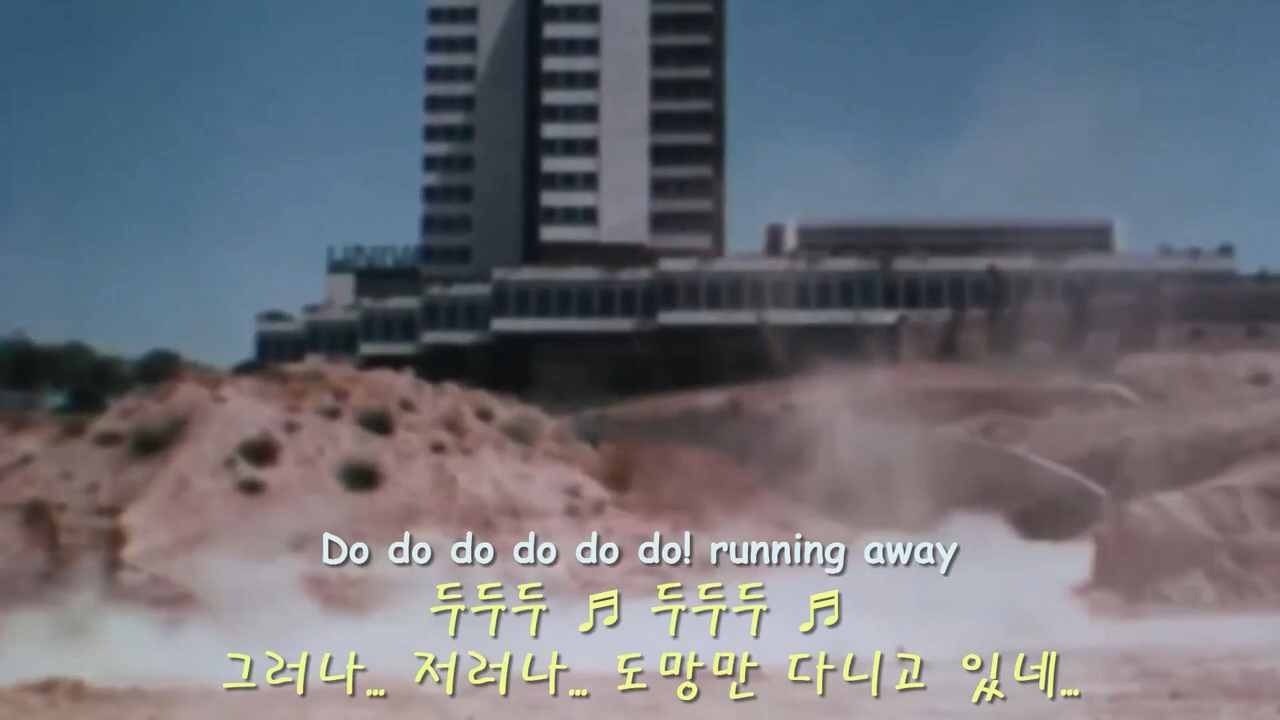 Do do do do do do! running away
두두두 ♬ 두두두 ♬
그러나... 저러나... 도망만 다니고 있네...